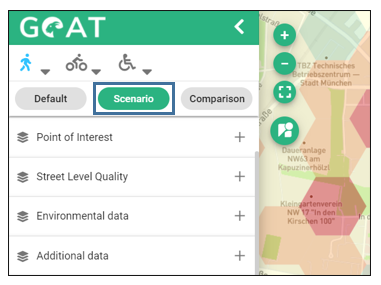 GOAT
Default
Scenario
Comparison
Point of Interest
Street Level Quality
Environmental data
Additional data
TBZ Technisches
Betriebszentrum —
Stadt München
Daueranlage
NW63 am
Kapuzinerhölzl
Kleingartenverein
NW 17 "In den
Kirschen 100"